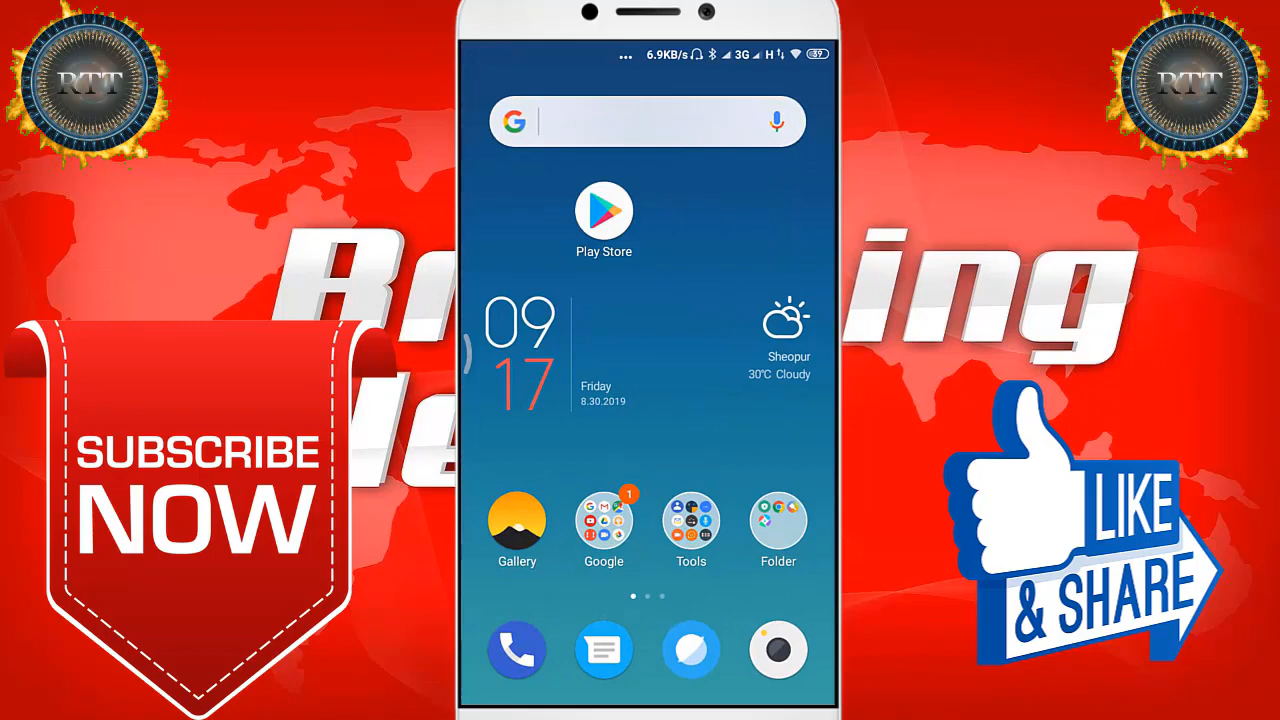 RTT
RTT
6.9KB/s 3G H 39
Play Store
ing
09
17
Friday
8.30.2019
Sheopur
30°C Cloudy
SUBSCRIBE
NOW
LIKE
& SHARE
1
Gallery
Google
Tools
Folder